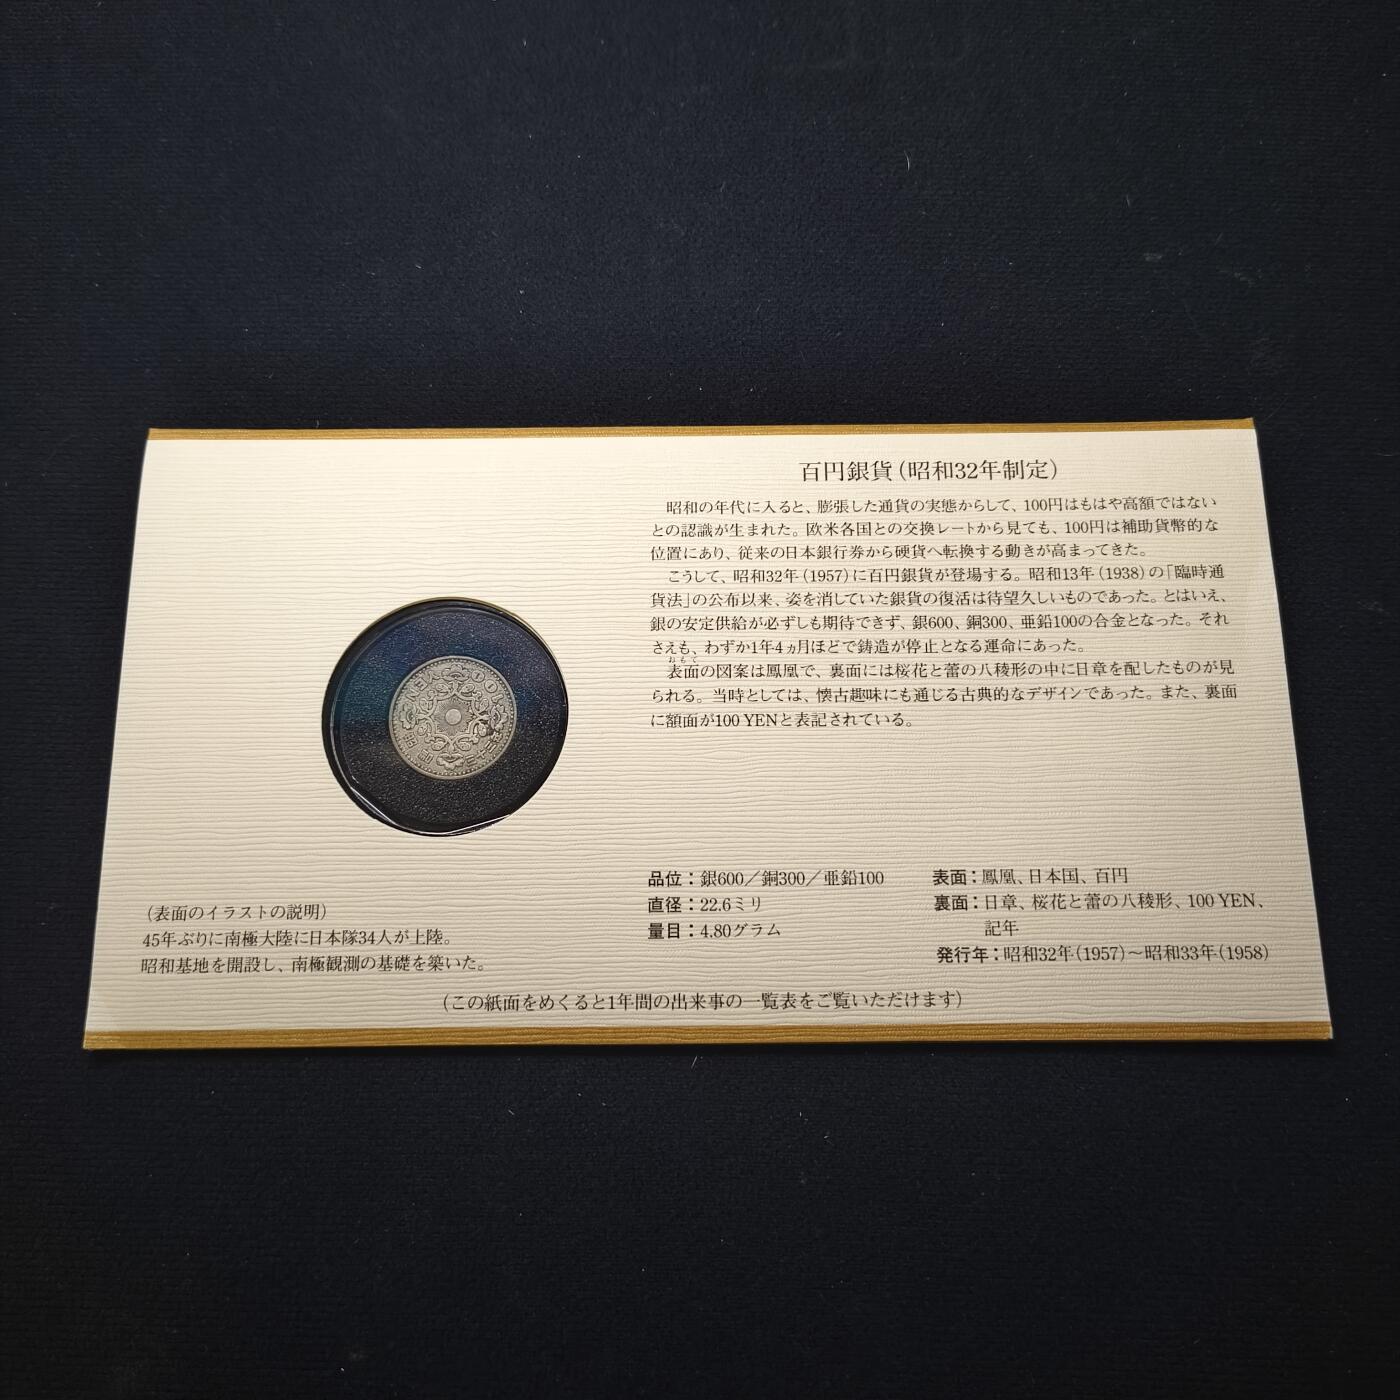 百円銀貨(昭和32年制定)
昭和の年代に入ると、膨張した通貨の実態からして、100円はもはや高額ではない
との認識が生まれた。欧米各国との交換レートから見ても、100円は補助貨幣的な
位置にあり、従来の日本銀行券から硬貨へ転換する動きが高まってきた。
こうして、昭和32年(1957)に百円銀貨が登場する。昭和13年(1938)の「臨時通
貨法」の公布以来、姿を消していた銀貨の復活は待望久しいものであった。とはいえ、
銀の安定供給が必ずしも期待できず、銀600、銅300、亜鉛100の合金となった。それ
さえも、わずか1年4ヵ月ほどで鋳造が停止となる運命にあった。
おもて
表面の図案は鳳凰で、裏面には桜花と蕾の八稜形の中に日章を配したものが見
られる。当時としては、懐古趣味にも通じる古典的なデザインであった。また、裏面
に額面が100 YENと表記されている。
品位：銀600／銅300／亜鉛100
直径：22.6ミリ
量目：4.80グラム
表面：鳳凰、日本国、百円
裏面：日章、桜花と蕾の八稜形、100 YEN、
記年
発行年：昭和32年(1957)～昭和33年(1958)
(表面のイラストの説明)
45年ぶりに南極大陸に日本隊34人が上陸。
昭和基地を開設し、南極観測の基礎を築いた。
(この紙面をめくると1年間の出来事の一覧表をご覧いただけます)